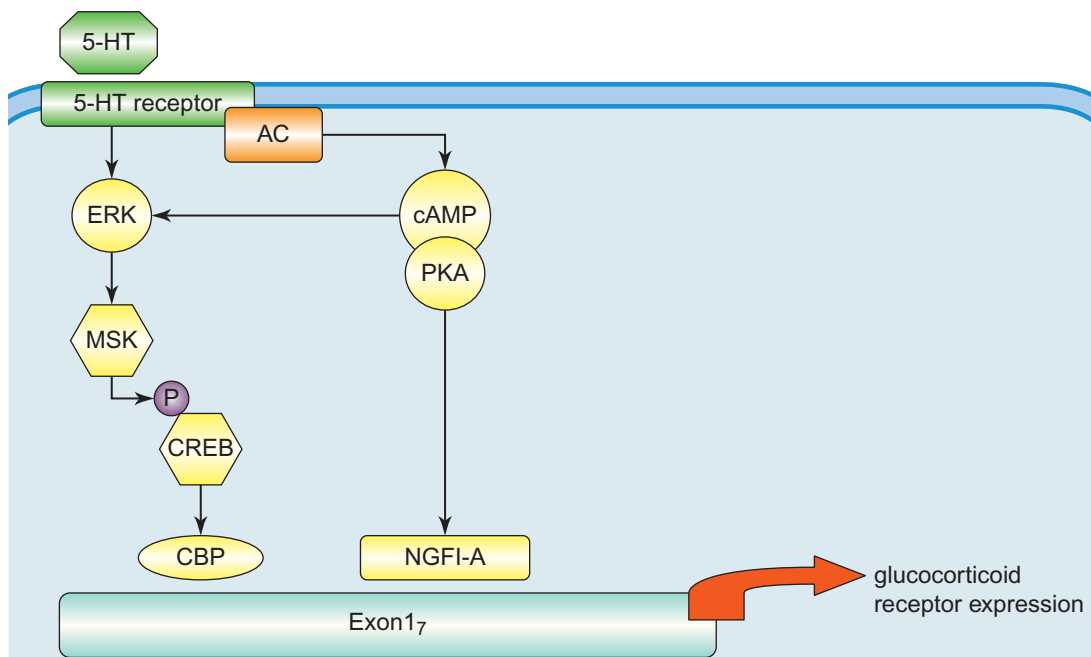 5-HT
5-HT receptor
AC
ERK
cAMP
PKA
MSK
P
CREB
CBP
NGFI-A
glucocorticoid
receptor expression
Exon1₇